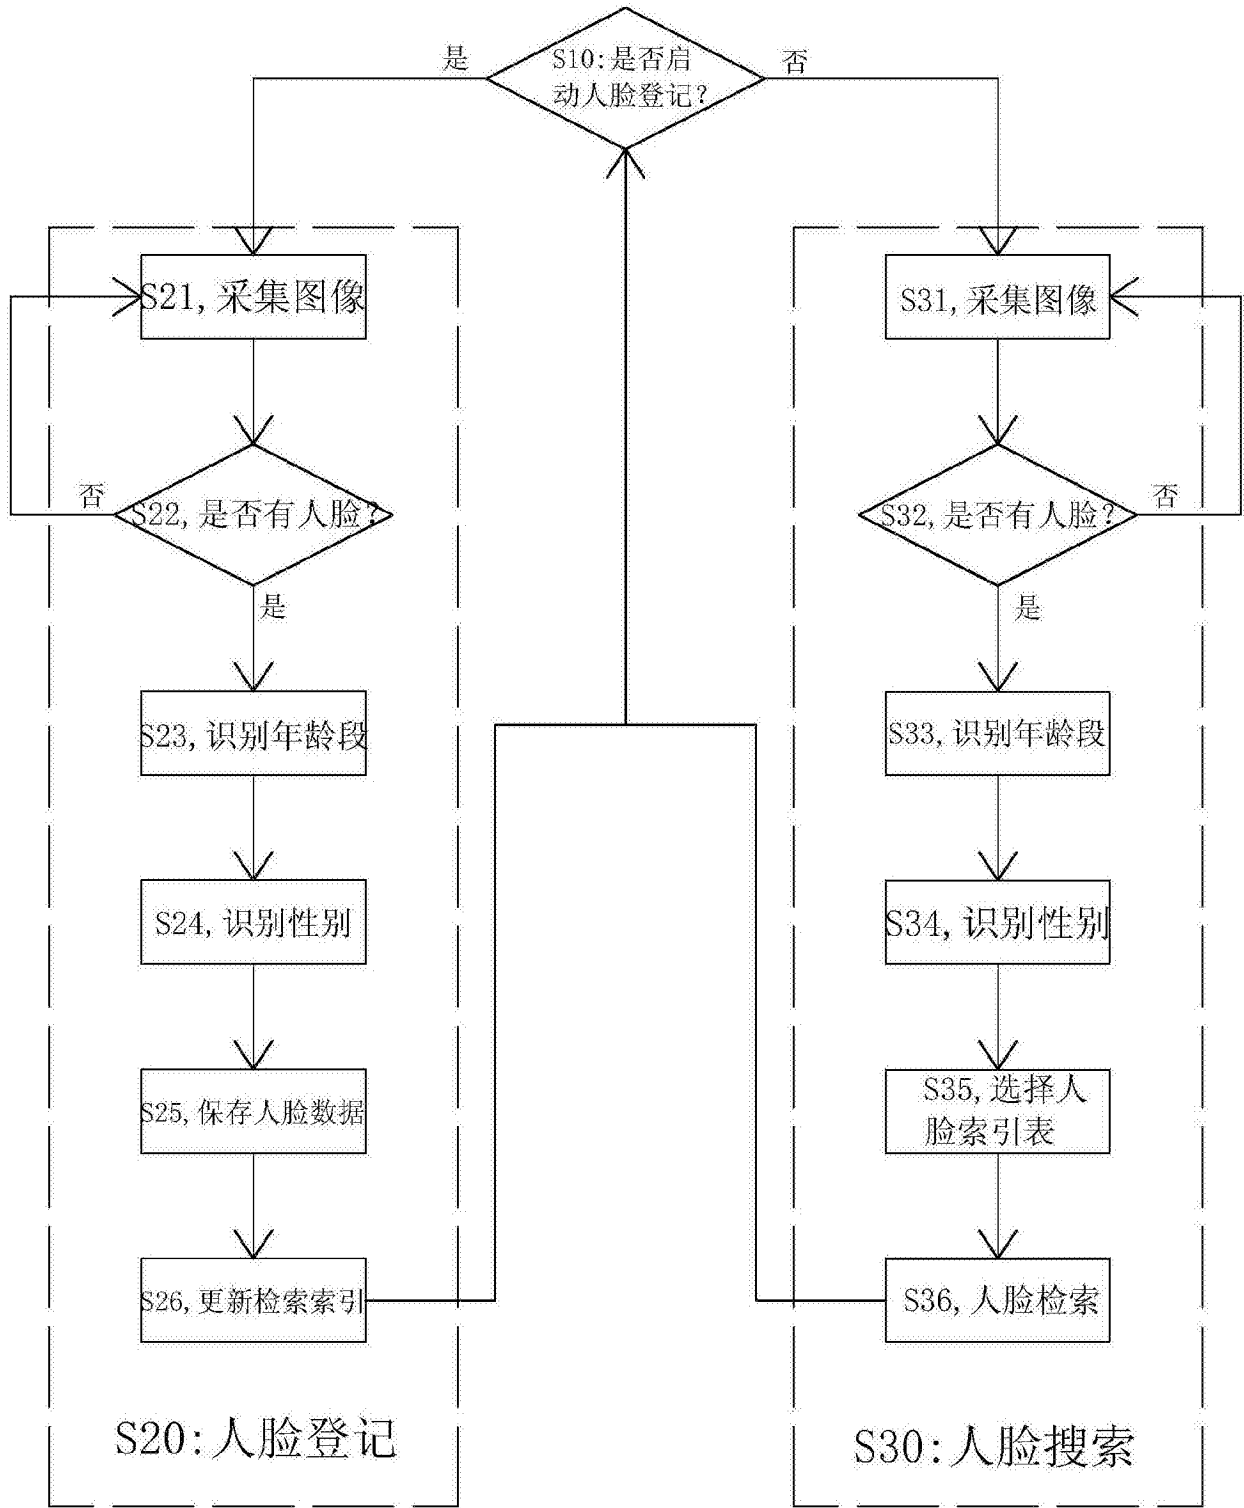 是
S10:是否启
动人脸登记?
否
S21,采集图像
否
S22,是否有人脸?
是
S23,识别年龄段
S24,识别性别
S25,保存人脸数据
S26,更新检索索引
S20:人脸登记
S31,采集图像
S32,是否有人脸?
否
是
S33,识别年龄段
S34,识别性别
S35,选择人
脸索引表
S36,人脸检索
S30:人脸搜索